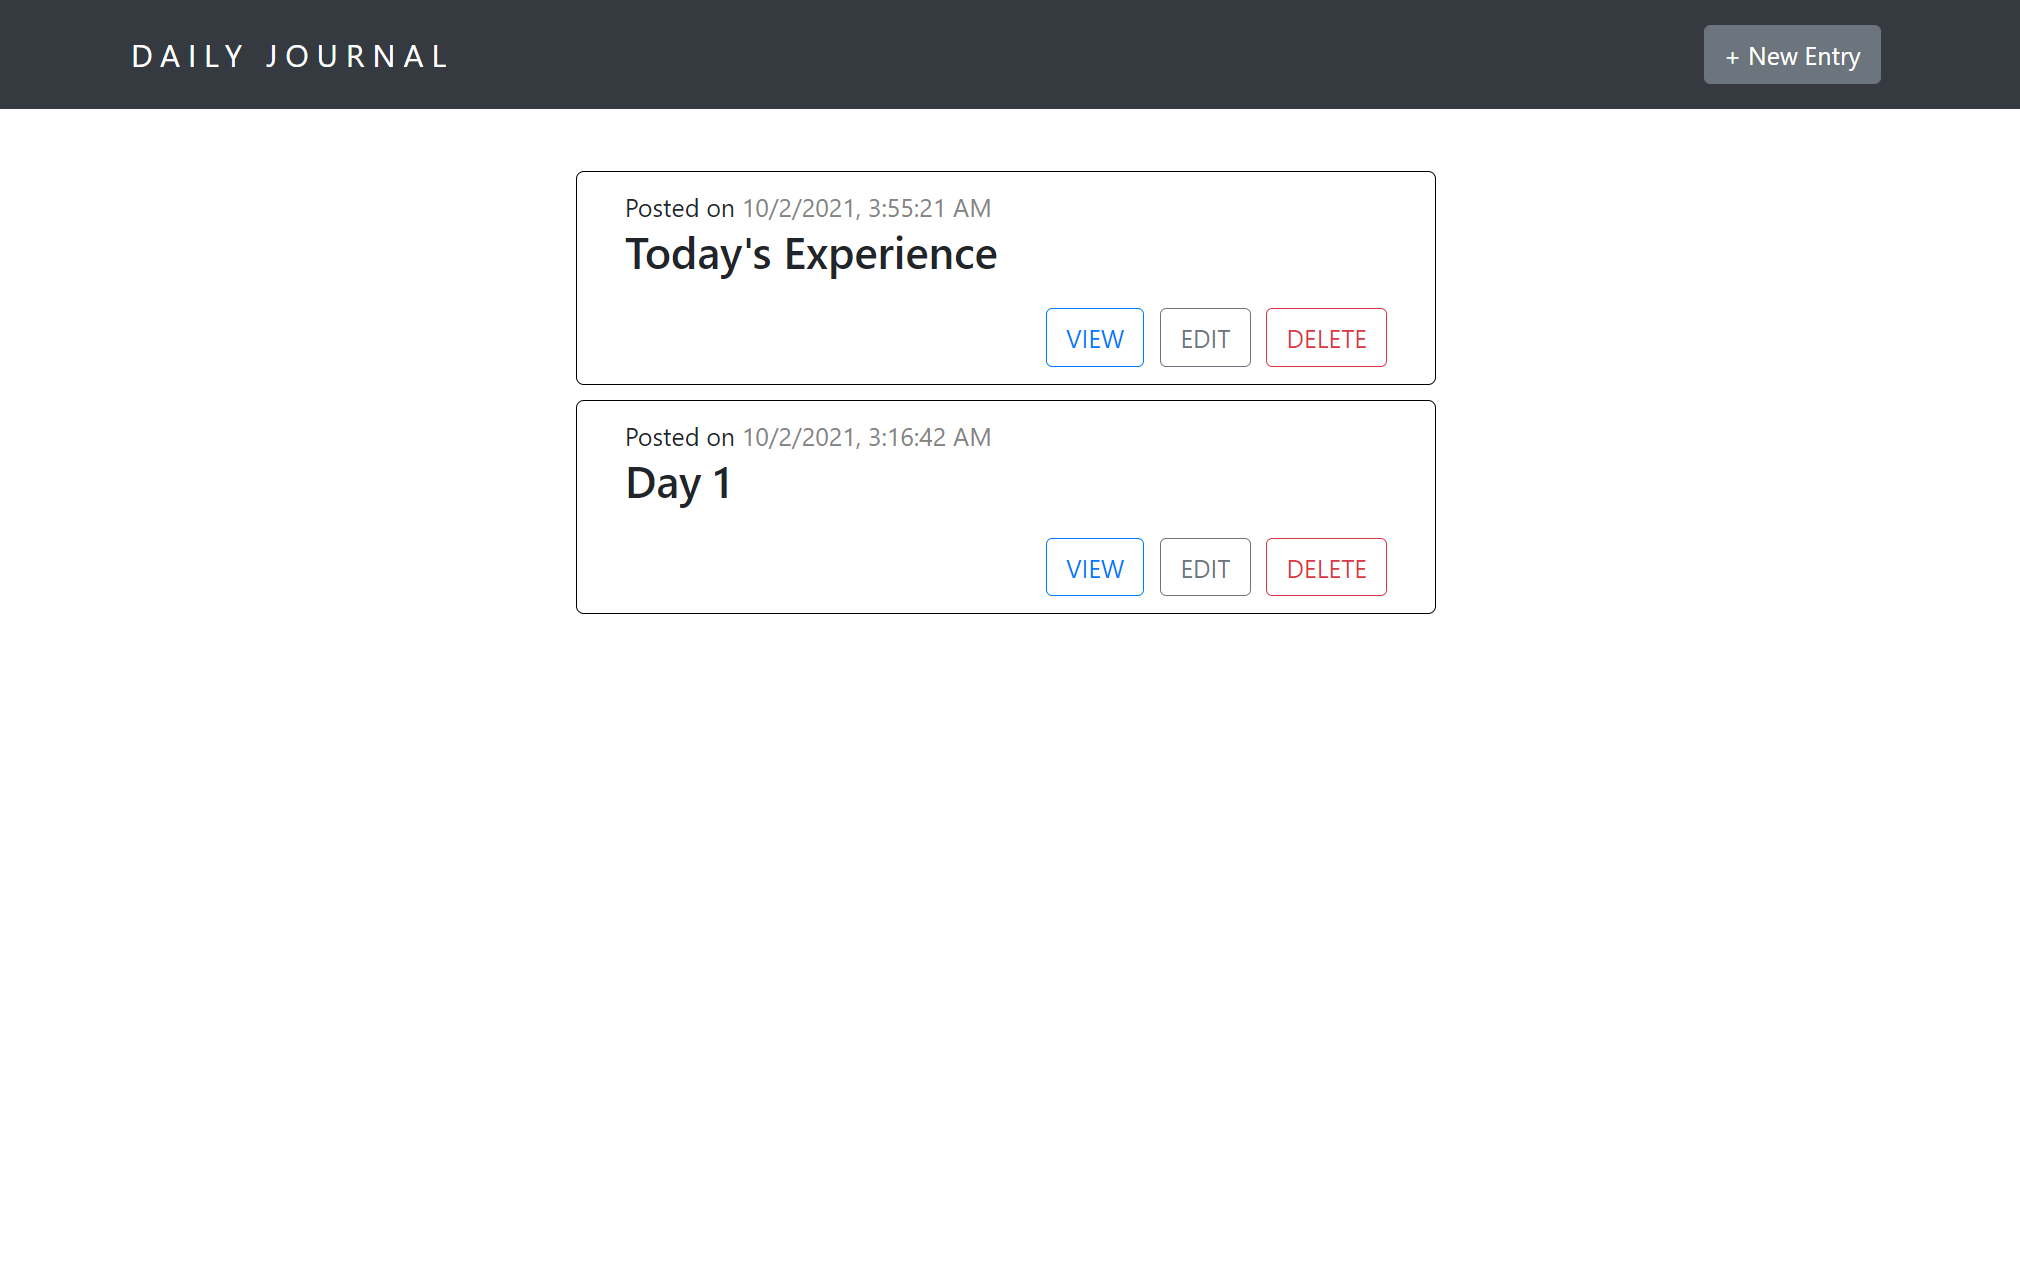 DAILY JOURNAL
+ New Entry
Posted on 10/2/2021, 3:55:21 AM
Today's Experience
VIEW EDIT DELETE
Posted on 10/2/2021, 3:16:42 AM
Day 1
VIEW EDIT DELETE